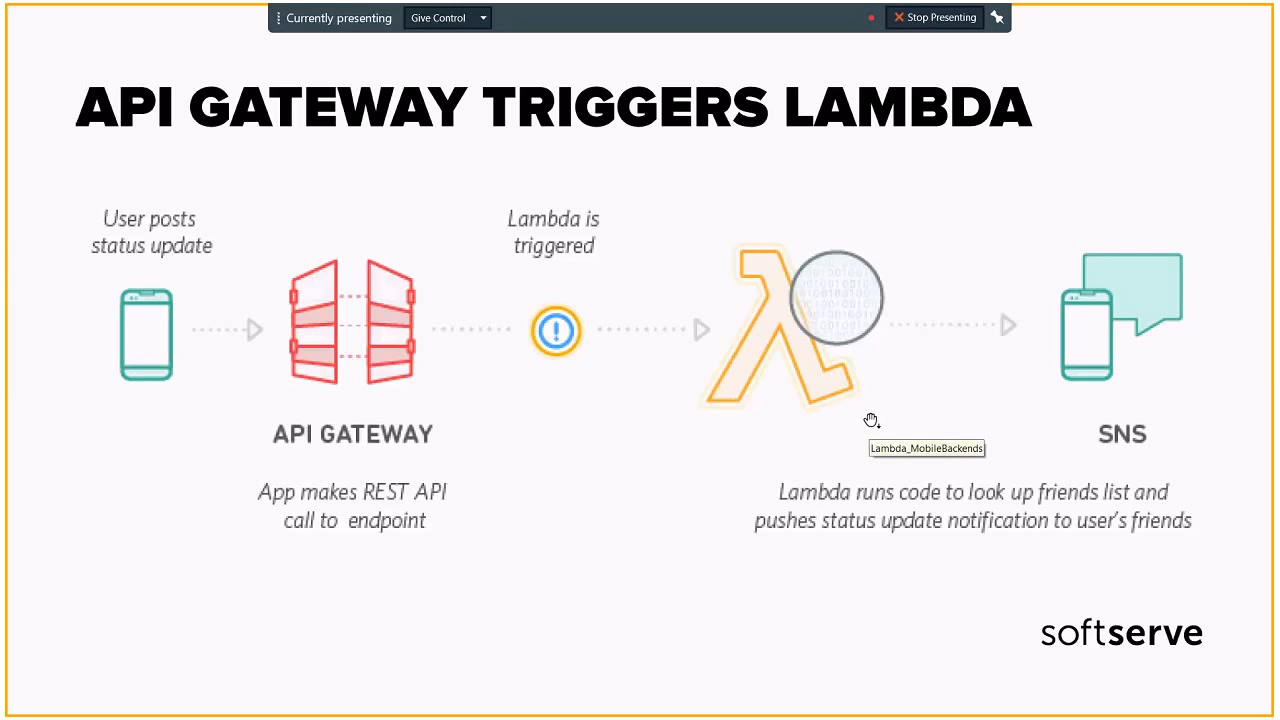 Currently presenting
Give Control
Stop Presenting
API GATEWAY TRIGGERS LAMBDA
User posts
status update
Lambda is
triggered
API GATEWAY
SNS
Lambda_MobileBackends
App makes REST API
call to endpoint
Lambda runs code to look up friends list and
pushes status update notification to user's friends
softserve